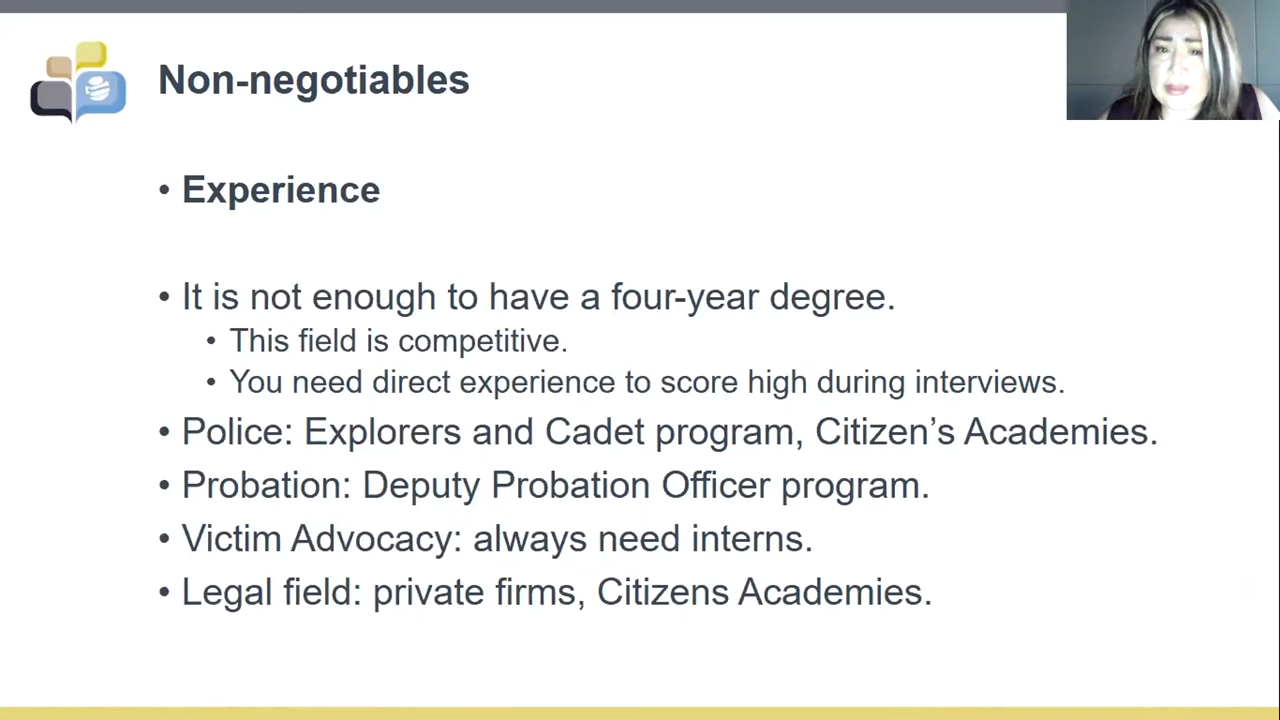 Non-negotiables
• Experience
• It is not enough to have a four-year degree.
• This field is competitive.
• You need direct experience to score high during interviews.
• Police: Explorers and Cadet program, Citizen’s Academies.
• Probation: Deputy Probation Officer program.
• Victim Advocacy: always need interns.
• Legal field: private firms, Citizens Academies.